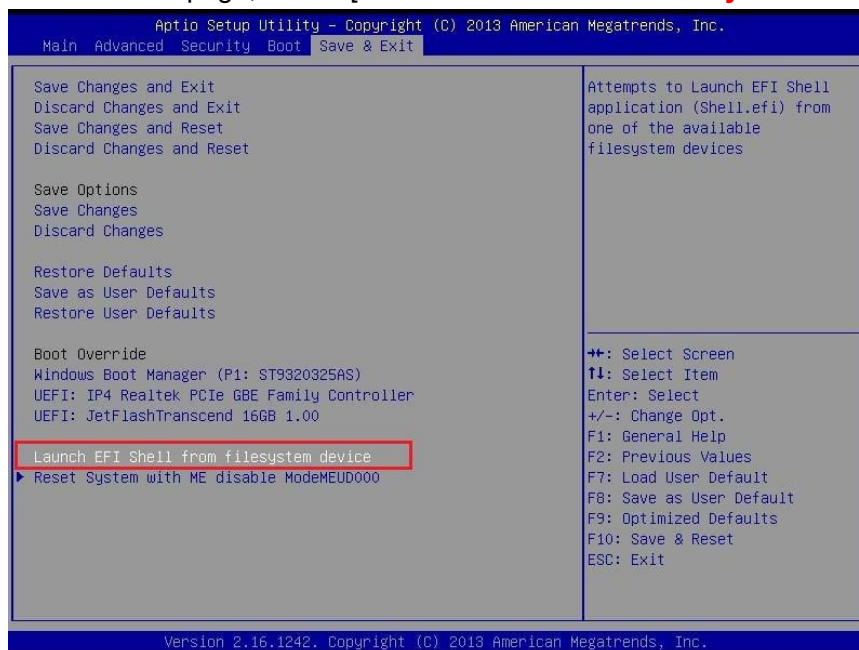 page,
Aptio Setup Utility – Copyright (C) 2013 American Megatrends, Inc.
Main Advanced Security Boot Save & Exit
Save Changes and Exit
Discard Changes and Exit
Save Changes and Reset
Discard Changes and Reset
Save Options
Save Changes
Discard Changes
Restore Defaults
Save as User Defaults
Restore User Defaults
Boot Override
Windows Boot Manager (P1: ST9320325AS)
UEFI: IP4 Realtek PCIe GBE Family Controller
UEFI: JetFlashTranscend 16GB 1.00
Launch EFI Shell from filesystem device
Reset System with ME disable ModeMEUD000
Attempts to Launch EFI Shell
application (Shell.efi) from
one of the available
filesystem devices
→←: Select Screen
↑↓: Select Item
Enter: Select
+/-: Change Opt.
F1: General Help
F2: Previous Values
F7: Load User Default
F8: Save as User Default
F9: Optimized Defaults
F10: Save & Reset
ESC: Exit
Version 2.16.1242. Copyright (C) 2013 American Megatrends, Inc.